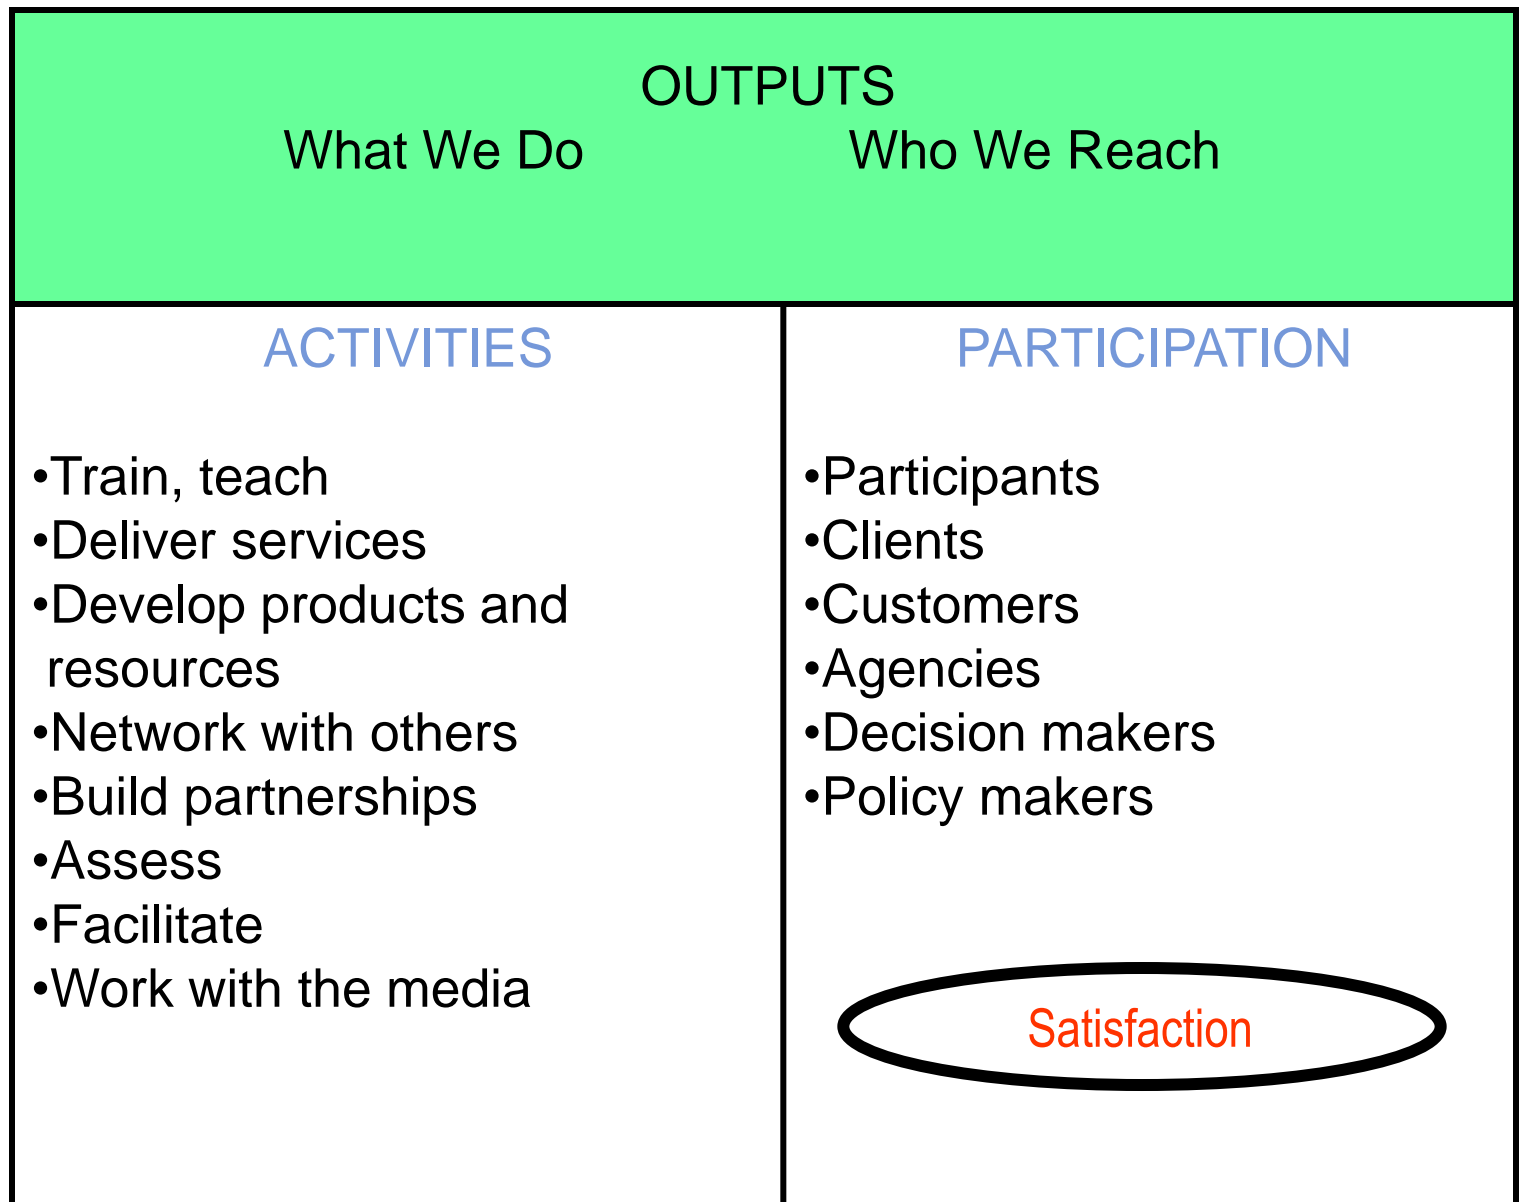 OUTPUTS
What We Do Who We Reach
ACTIVITIES
•Train, teach
•Deliver services
•Develop products and
resources
•Network with others
•Build partnerships
•Assess
•Facilitate
•Work with the media
PARTICIPATION
•Participants
•Clients
•Customers
•Agencies
•Decision makers
•Policy makers
Satisfaction